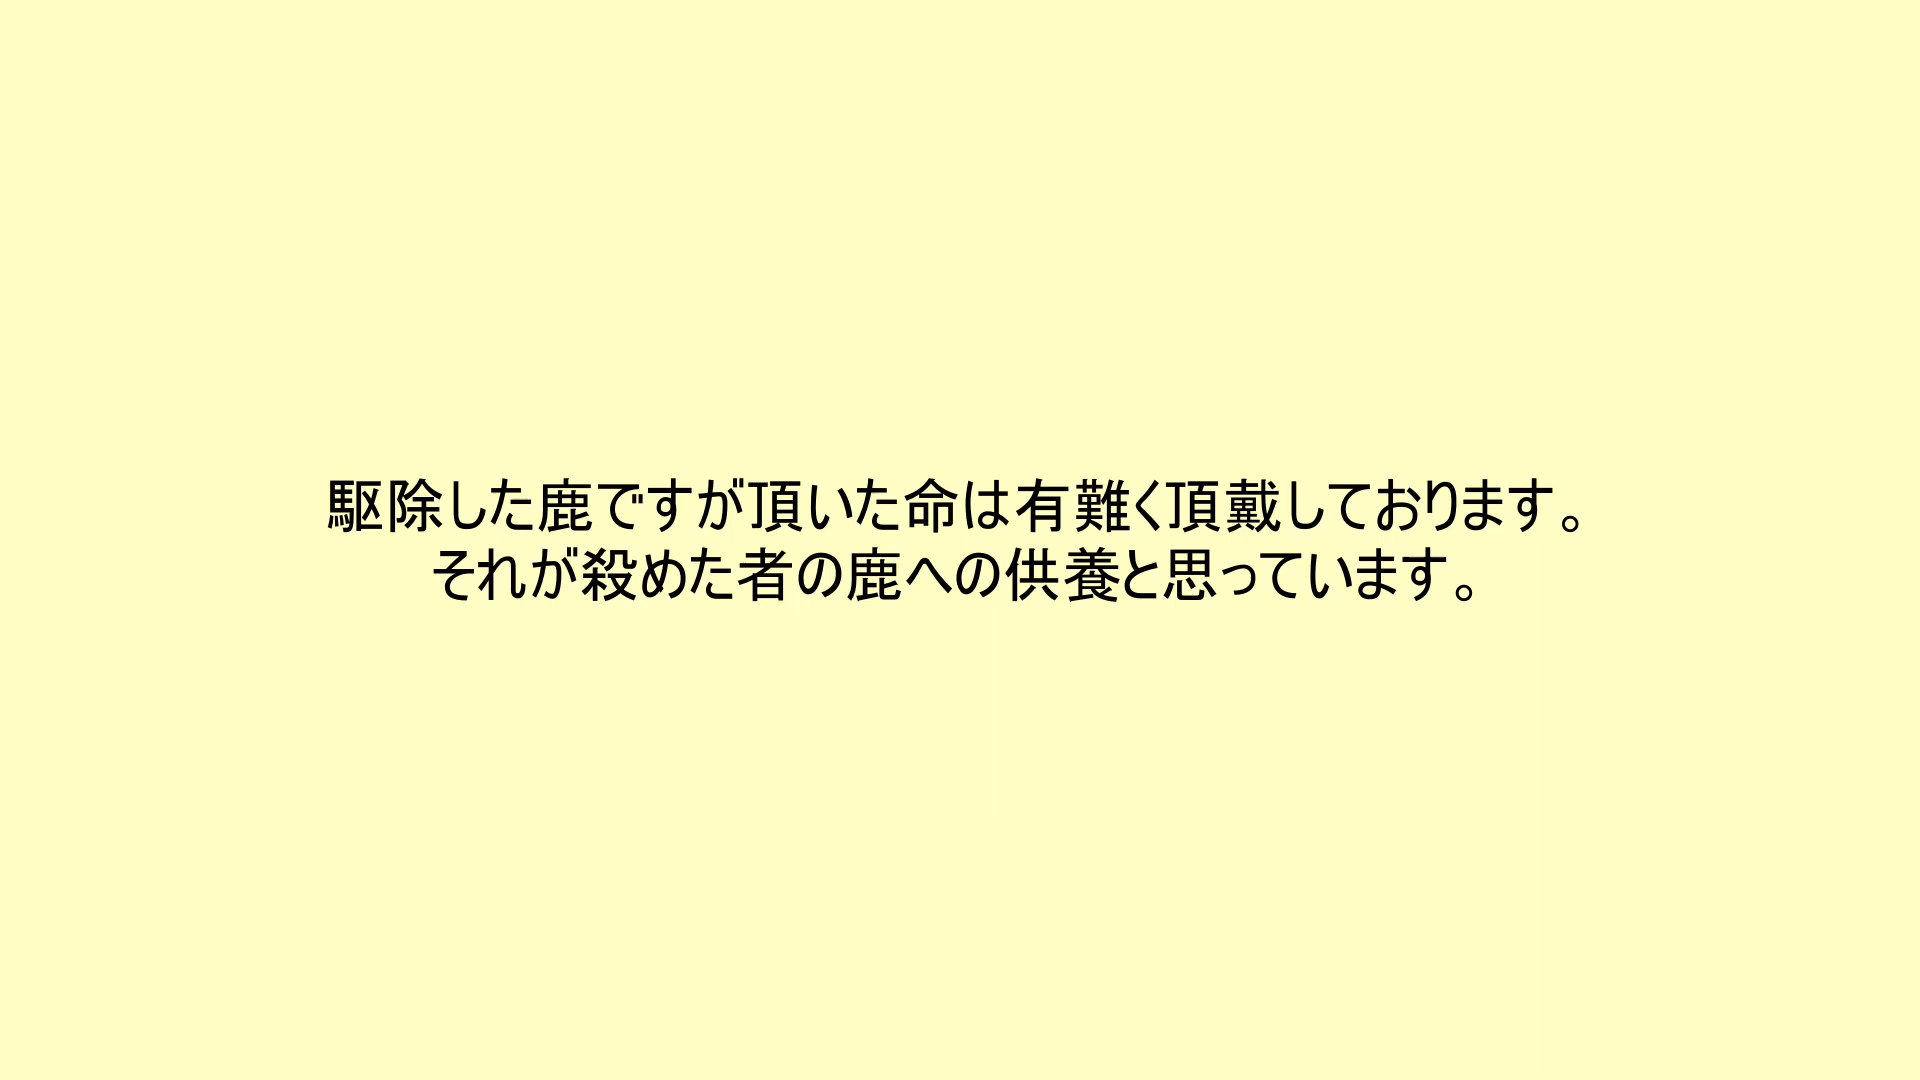 駆除した鹿ですが頂いた命は有難く頂戴しております。
それが殺めた者の鹿への供養と思っています。